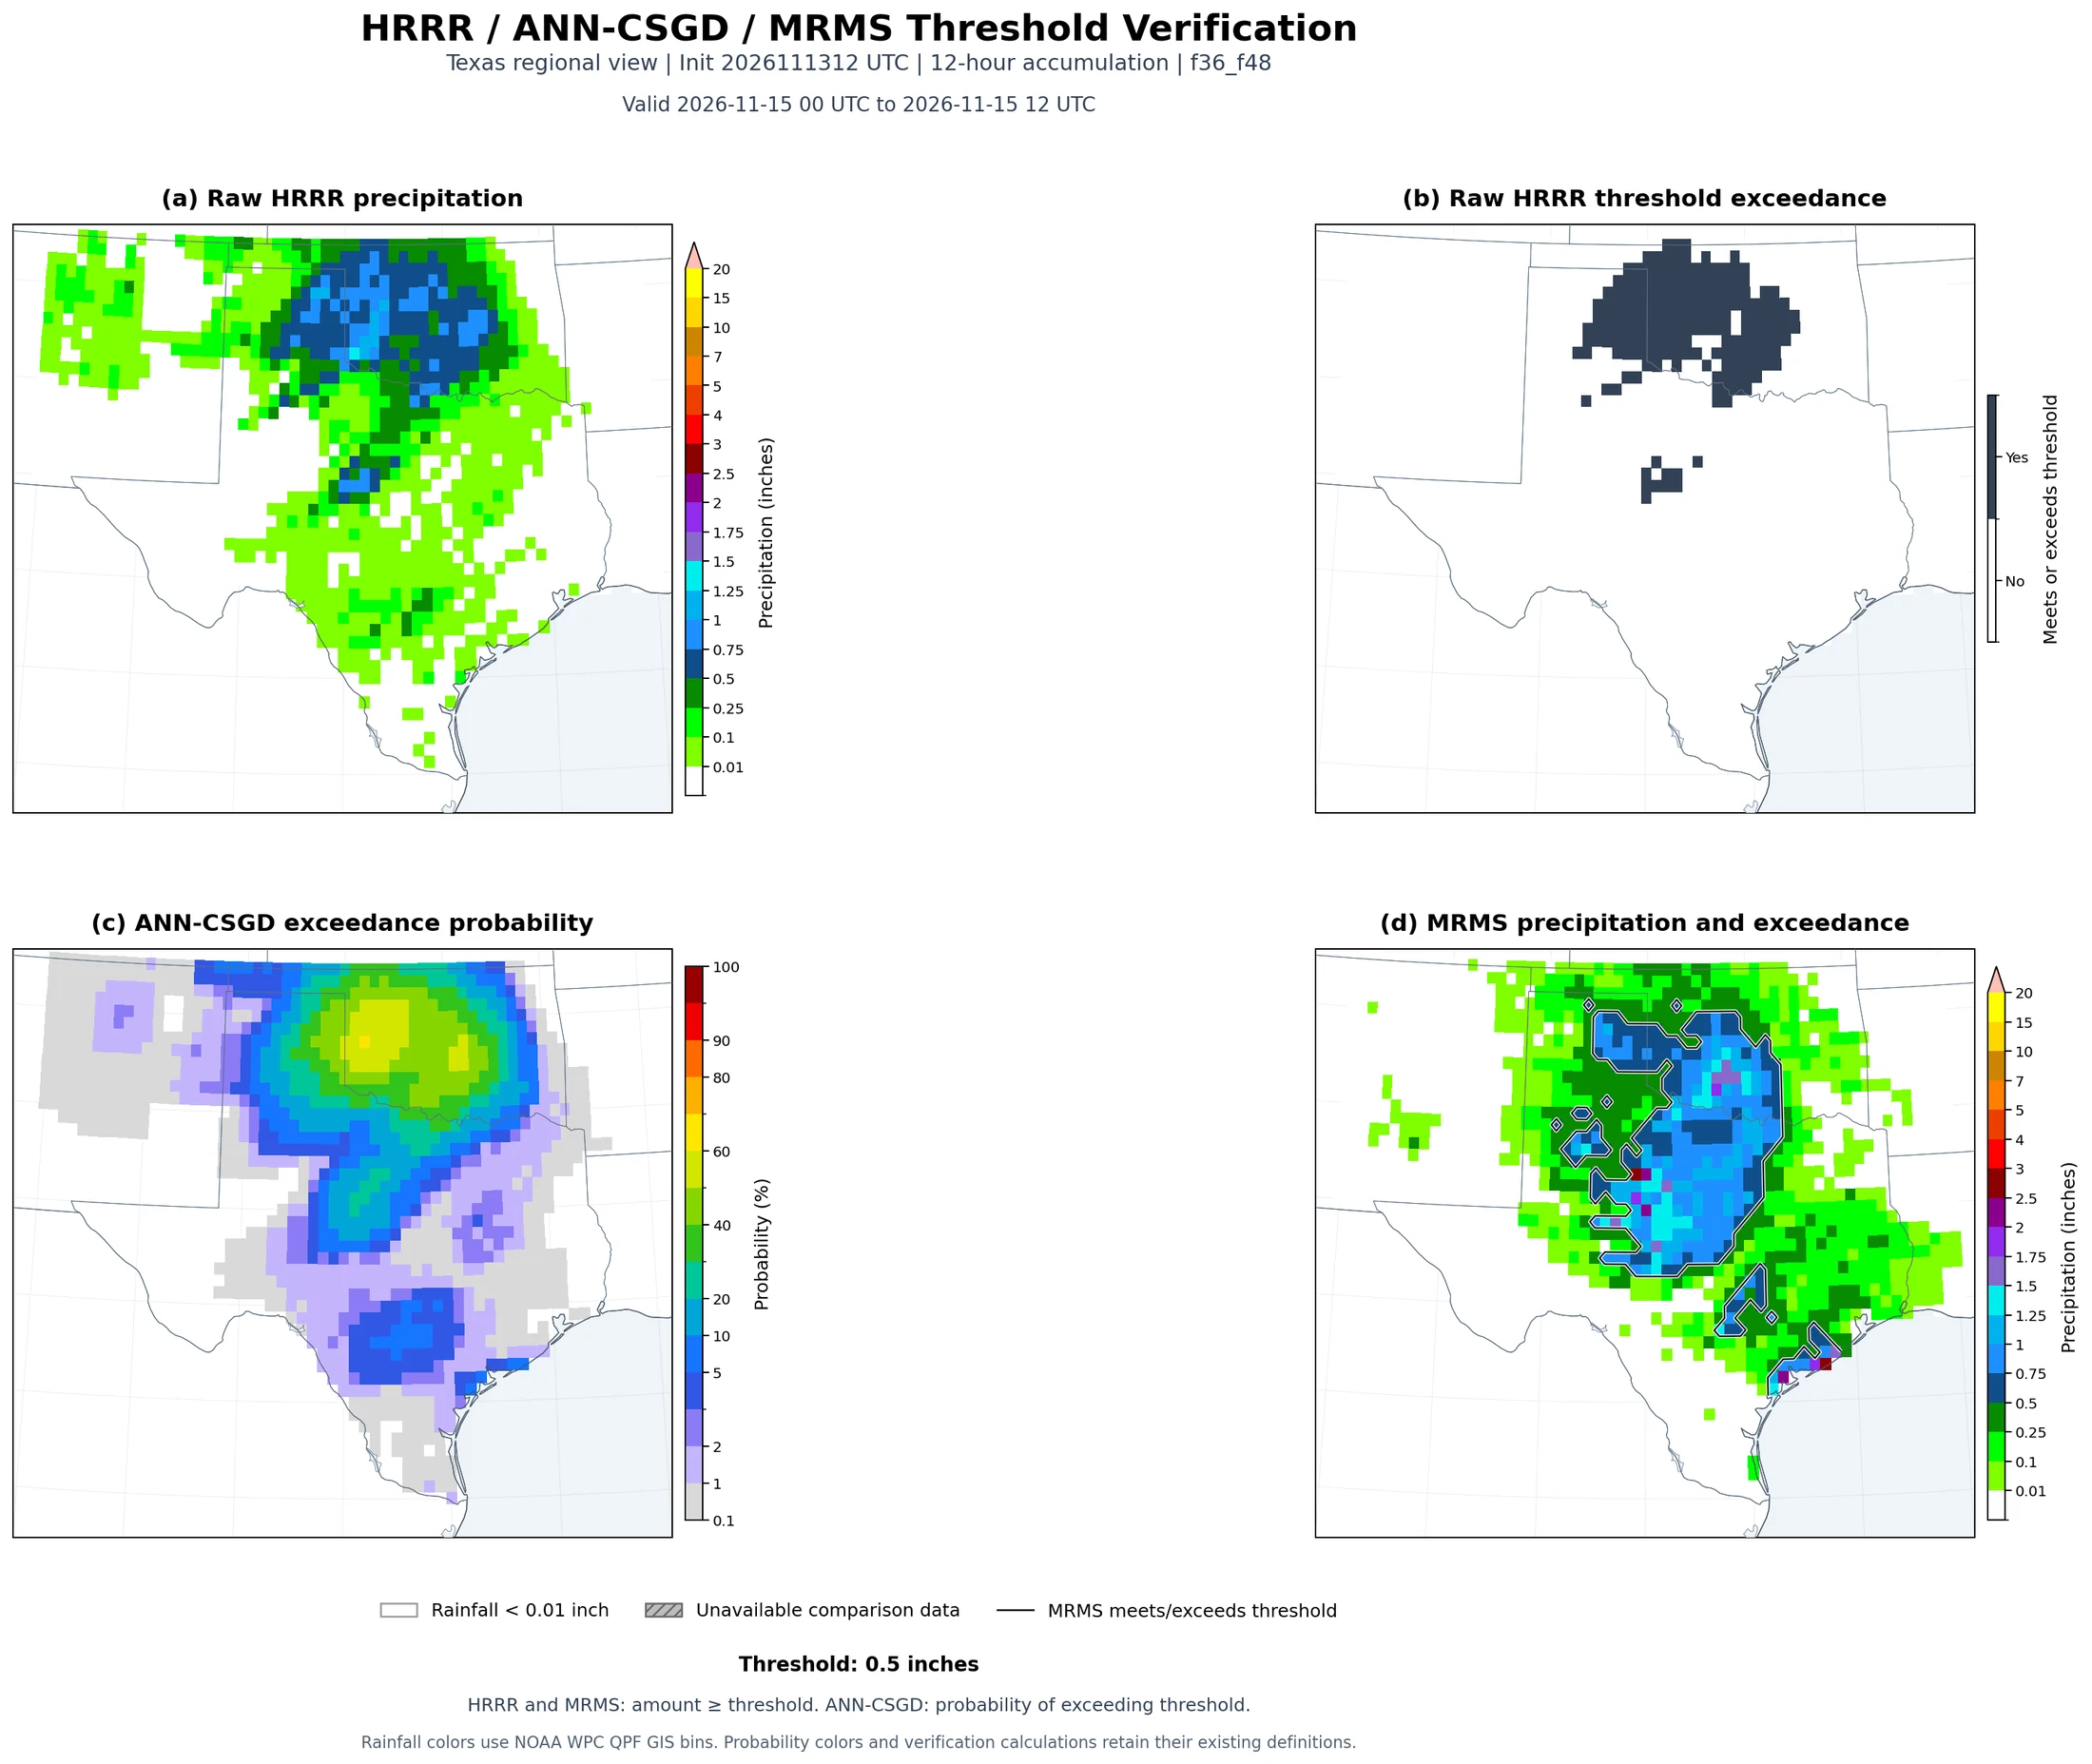 HRRR / ANN-CSGD / MRMS Threshold Verification
Texas regional view | Init 2026111312 UTC | 12-hour accumulation | f36_f48
Valid 2026-11-15 00 UTC to 2026-11-15 12 UTC
(a) Raw HRRR precipitation
20
15
10
7
5
4
3
2.5
2
1.75
1.5
1.25
1
0.75
0.5
0.25
0.1
0.01
Precipitation (inches)
(b) Raw HRRR threshold exceedance
Yes
No
Meets or exceeds threshold
(c) ANN-CSGD exceedance probability
100
90
80
60
40
20
10
5
2
1
0.1
Probability (%)
(d) MRMS precipitation and exceedance
20
15
10
7
5
4
3
2.5
2
1.75
1.5
1.25
1
0.75
0.5
0.25
0.1
0.01
Precipitation (inches)
Rainfall < 0.01 inch
Unavailable comparison data
MRMS meets/exceeds threshold
Threshold: 0.5 inches
HRRR and MRMS: amount ≥ threshold. ANN-CSGD: probability of exceeding threshold.
Rainfall colors use NOAA WPC QPF GIS bins. Probability colors and verification calculations retain their existing definitions.